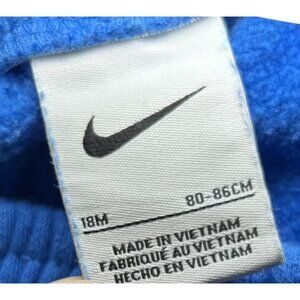 18M 80-86CM
MADE IN VIETNAM
FABRIQUÉ AU VIETNAM
HECHO EN VIETNAM